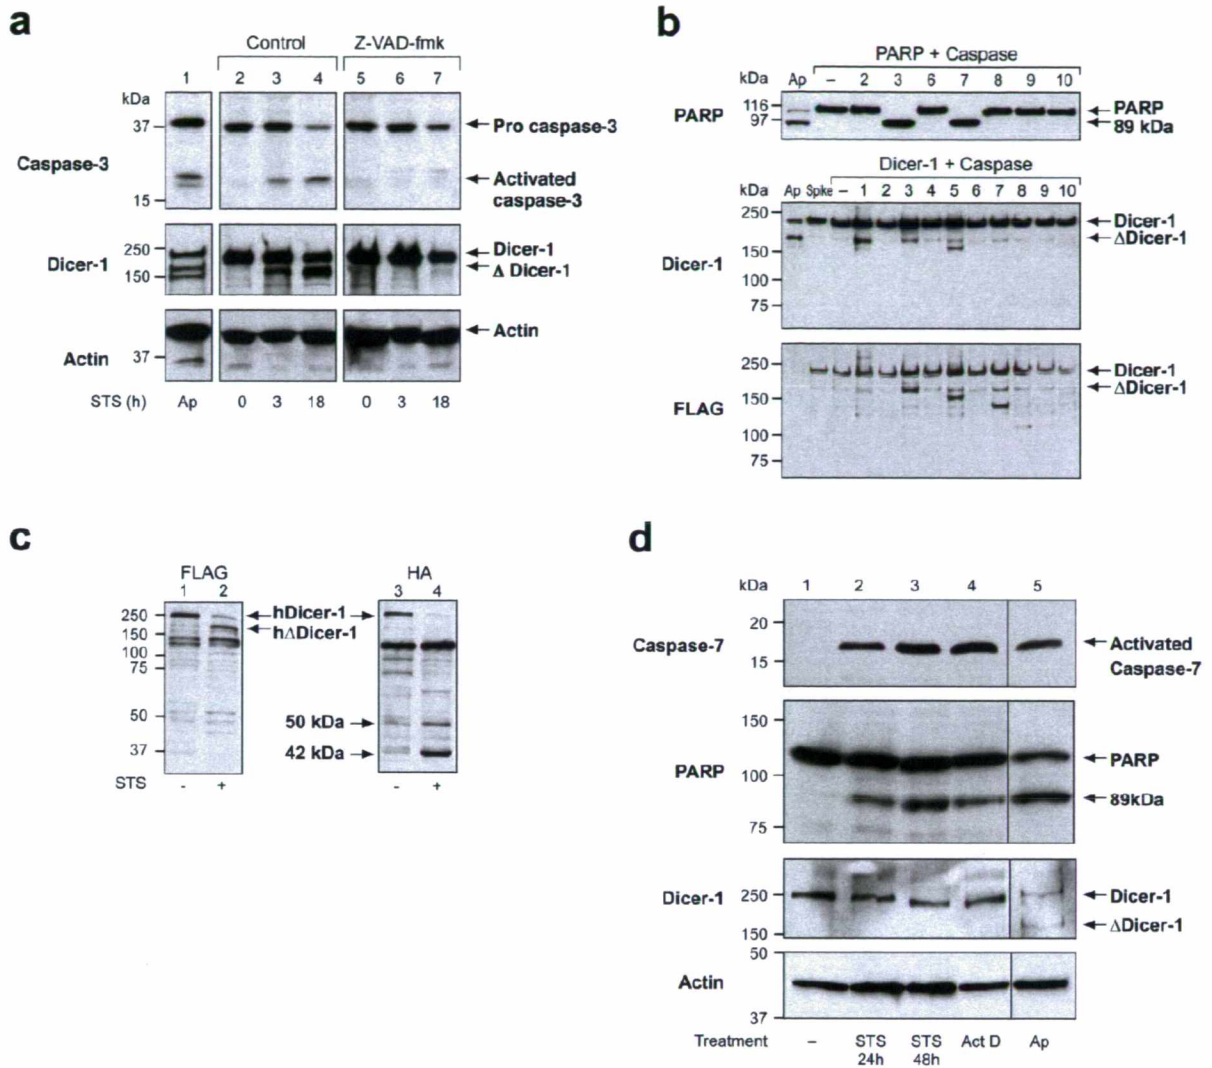 a
Control Z-VAD-fmk
1 2 3 4 5 6 7
kDa
37
Caspase-3
15
Pro caspase-3
Activated
caspase-3
250
Dicer-1
150
Dicer-1
Δ Dicer-1
Actin
Actin
37
STS (h) Ap 0 3 18 0 3 18
b
PARP + Caspase
kDa Ap – 2 3 6 7 8 9 10
116
97
PARP
PARP
89 kDa
Dicer-1 + Caspase
kDa Ap Spike – 1 2 3 4 5 6 7 8 9 10
250
150
100
75
Dicer-1
Dicer-1
ΔDicer-1
250
150
100
75
FLAG
Dicer-1
ΔDicer-1
c
FLAG HA
1 2 3 4
250
150
100
75
50
37
hDicer-1
hΔDicer-1
50 kDa
42 kDa
STS - + - +
d
kDa 1 2 3 4 5
20
Caspase-7
15
Activated
Caspase-7
150
PARP
100
75
PARP
89kDa
Dicer-1
250
150
Dicer-1
ΔDicer-1
50
Actin
37
Treatment – STS STS Act D Ap
24h 48h